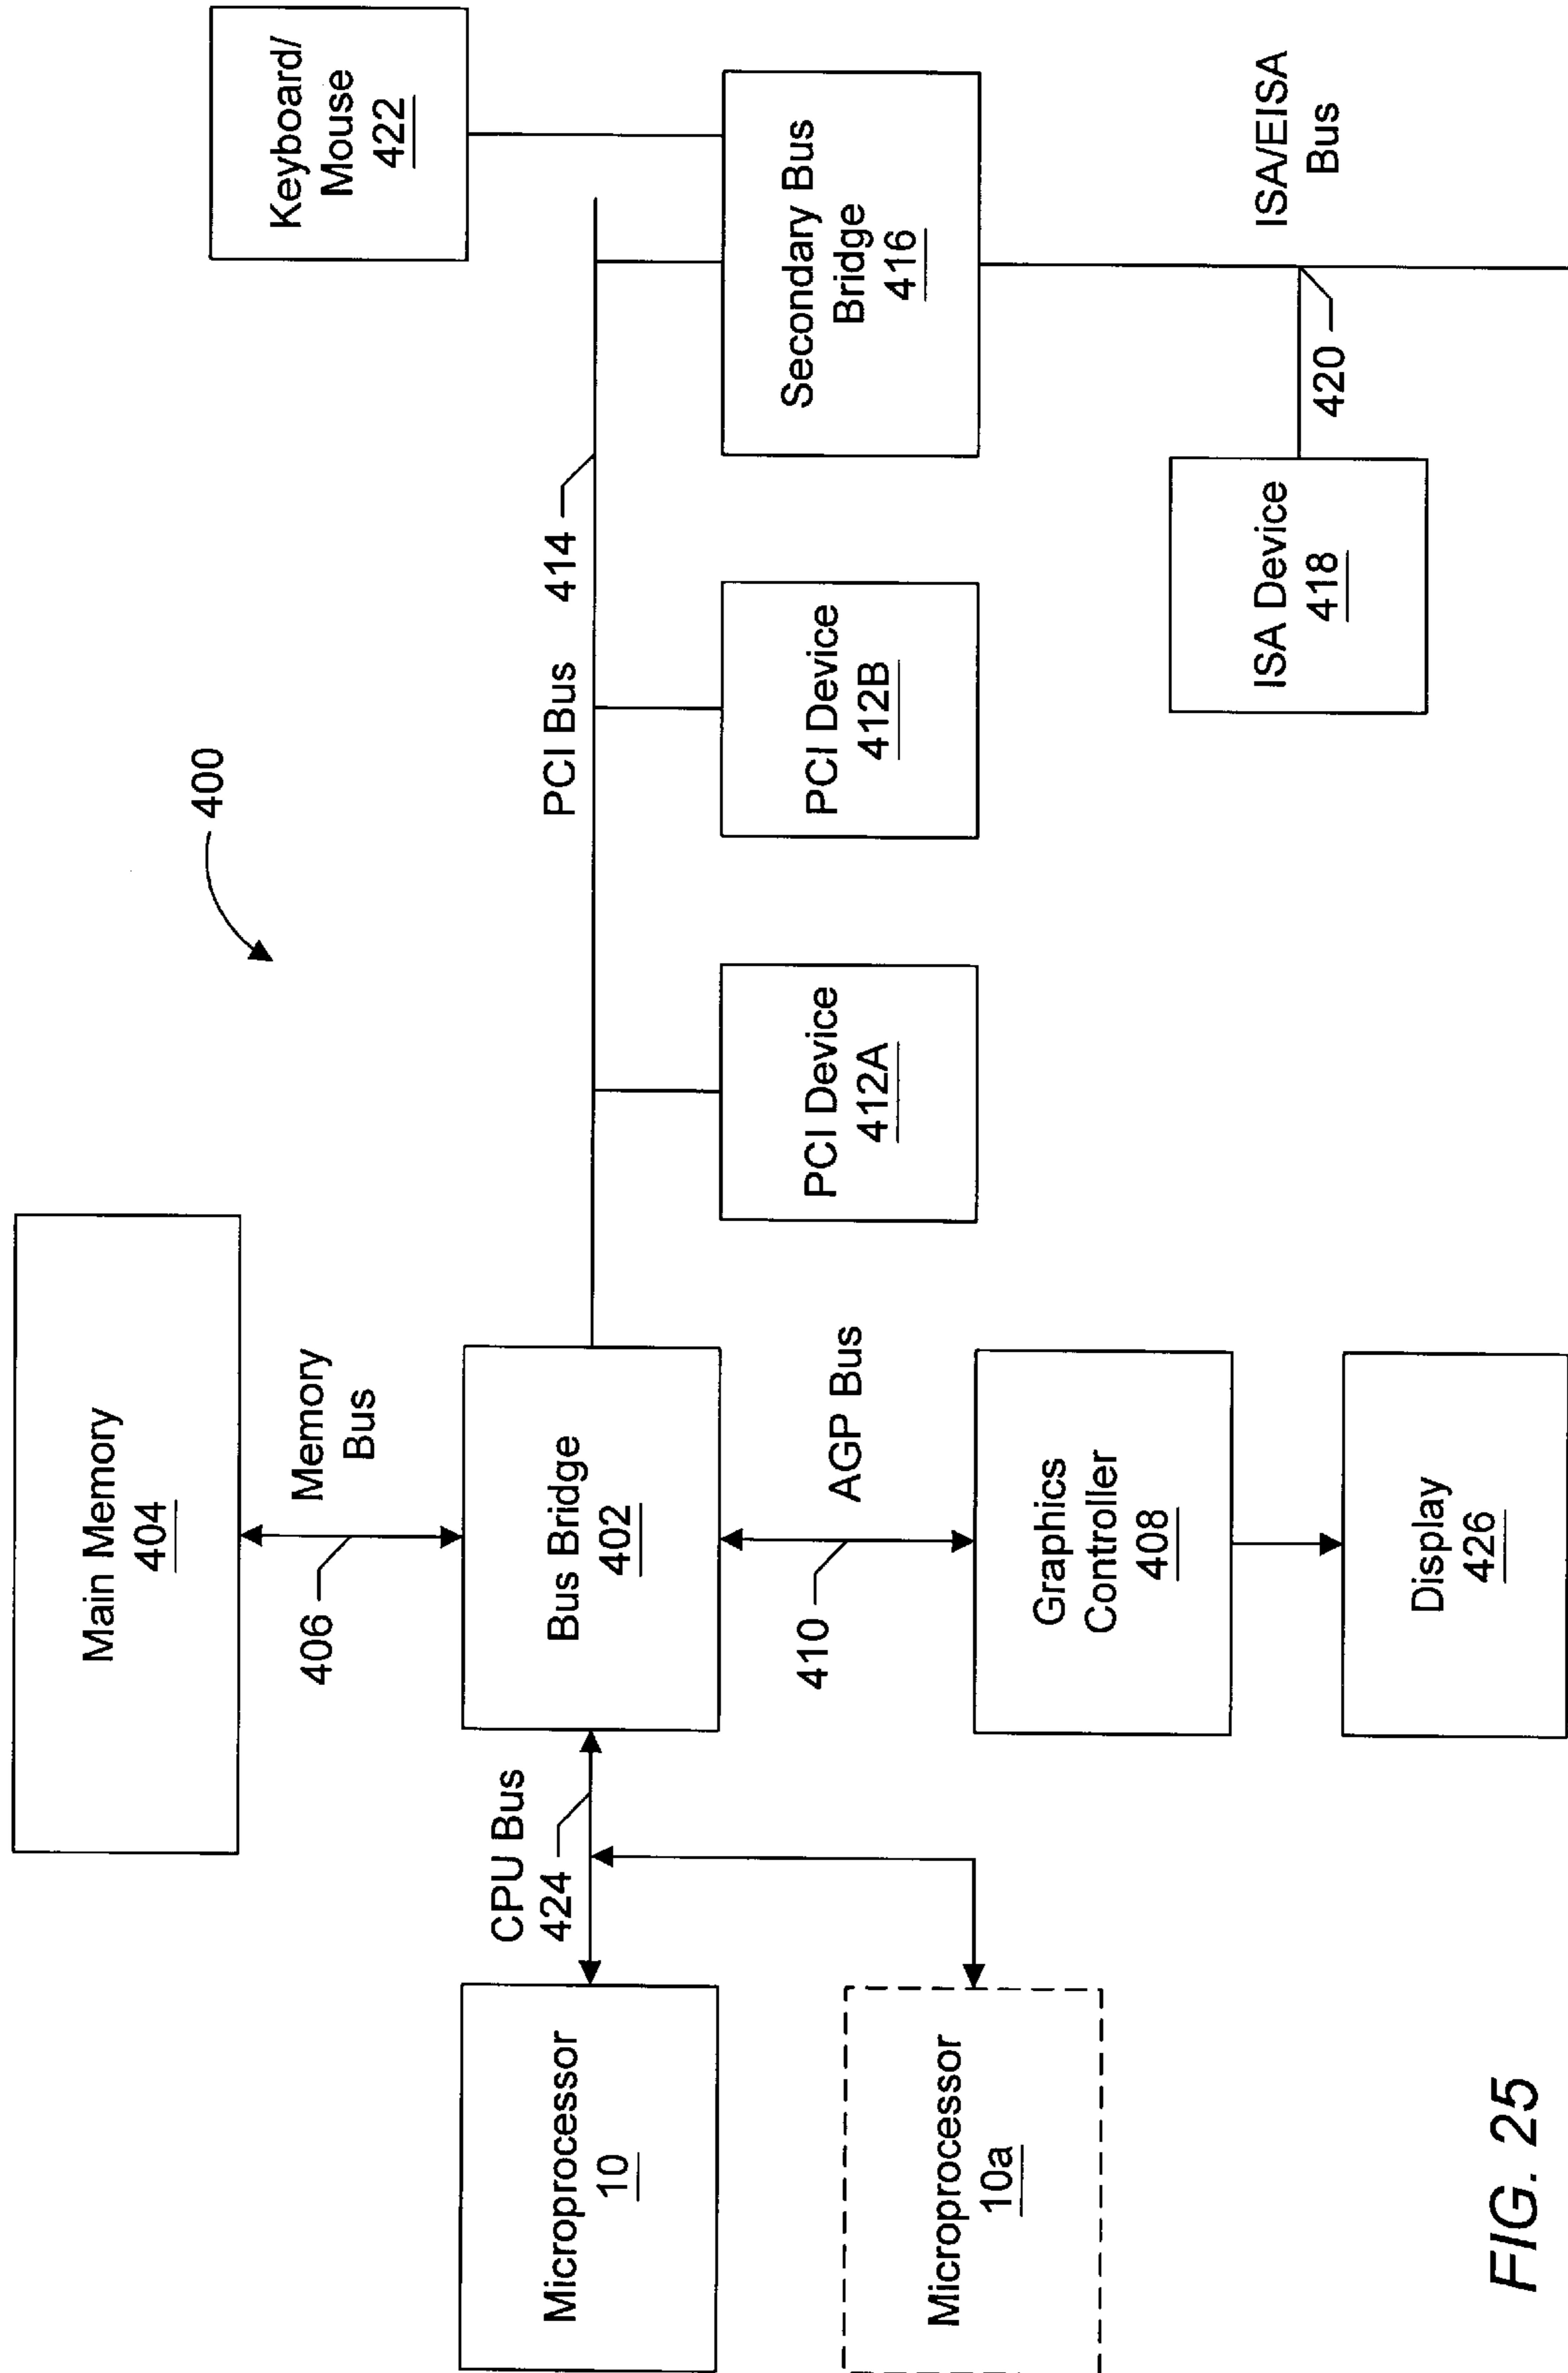 400
Main Memory
404
406
Memory
Bus
Keyboard/
Mouse
422
CPU Bus
424
PCI Bus
414
Microprocessor
10
Bus Bridge
402
410
AGP Bus
PCI Device
412A
PCI Device
412B
Secondary Bus
Bridge
416
Microprocessor
10a
Graphics
Controller
408
ISA Device
418
420
ISA/EISA
Bus
Display
426
FIG. 25